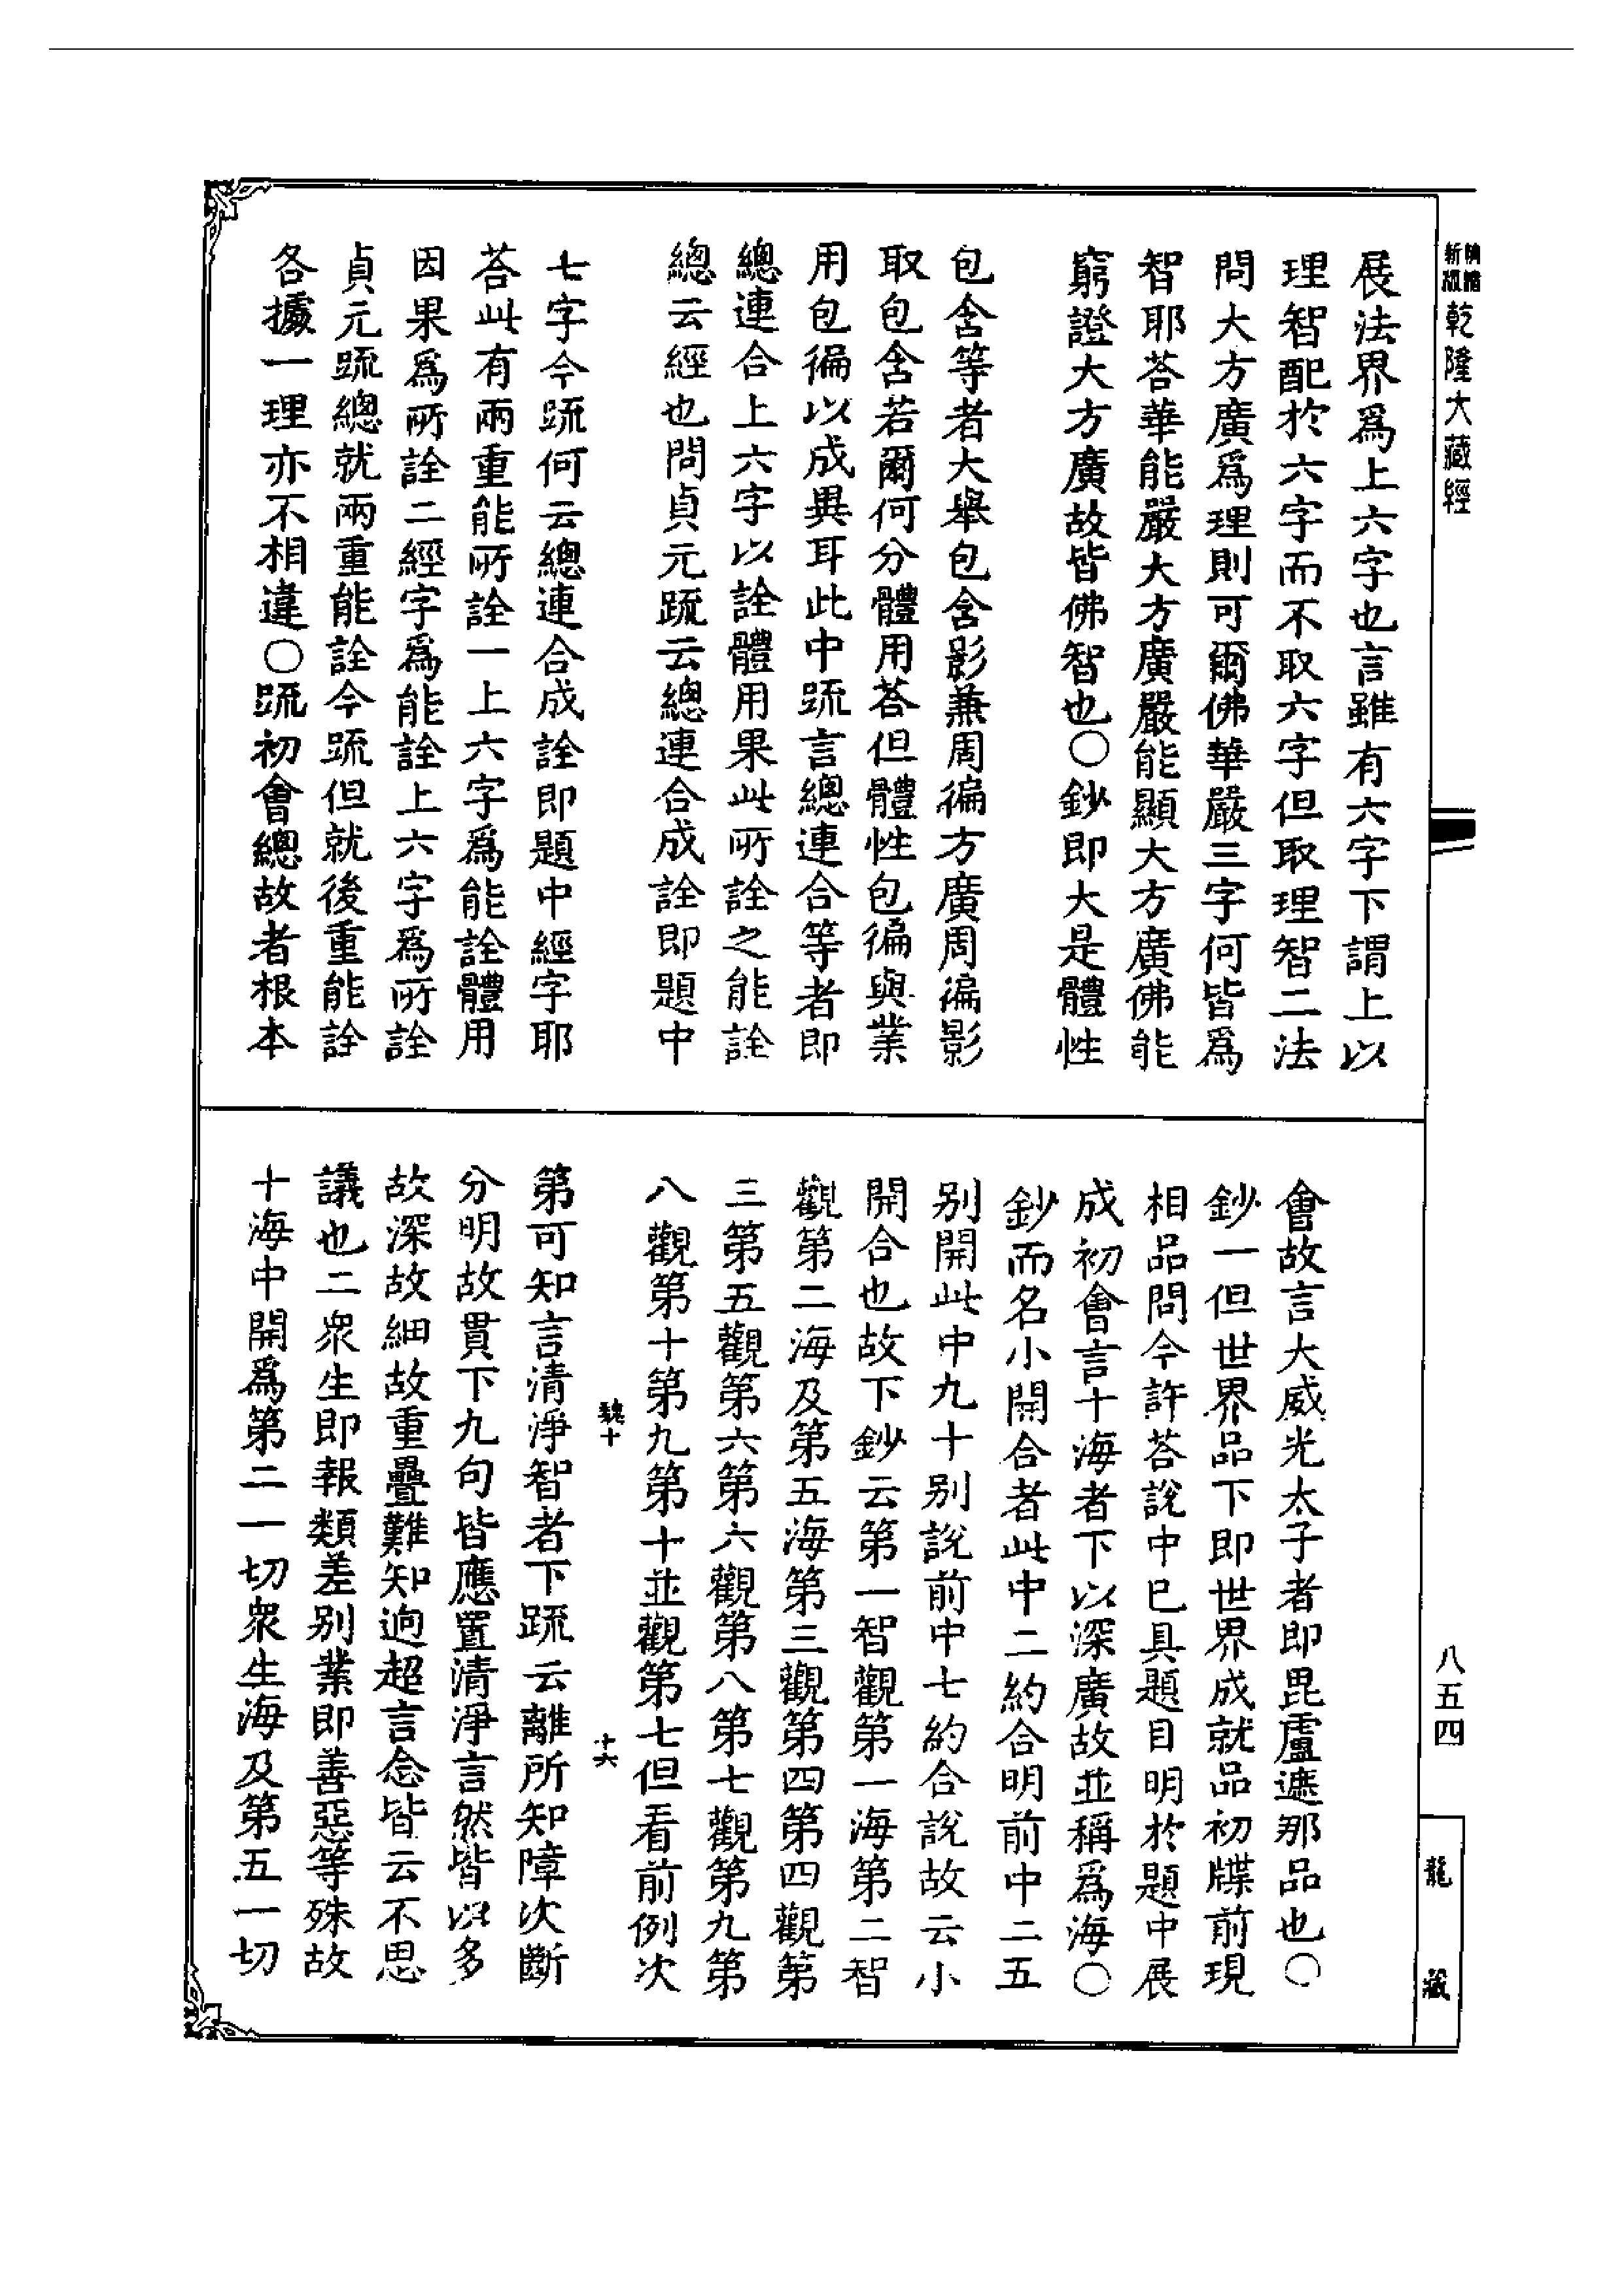 新版
精體
乾隆大藏經
展法界爲上六字也言雖有六字下謂上以
理智配於六字而不取六字但取理智二法
問大方廣爲理則可爾佛華嚴三字何皆爲
智耶荅華能嚴大方廣嚴能顯大方廣佛能
窮證大方廣故皆佛智也○鈔即大是體性
包含等者大舉包含影兼周徧方廣周徧影
取包含若爾何分體用荅但體性包徧與業
用包徧以成異耳此中䟽言總連合等者即
總連合上六字以詮體用果此所詮之能詮
總云經也問貞元䟽云總連合成詮即題中
七字今䟽何云總連合成詮即題中經字耶
荅此有兩重能所詮一上六字爲能詮體用
因果爲所詮二經字爲能詮上六字爲所詮
貞元䟽總就兩重能詮今䟽但就後重能詮
各據一理亦不相違○䟽初會總故者根本
會故言大威光太子者即毘盧遮那品也○
鈔一但世界品下即世界成就品初牒前現
相品問今許荅說中已具題目明於題中展
成初會言十海者下以深廣故並稱爲海○
鈔而名小開合者此中二約合明前中二五
別開此中九十別說前中七約合說故云小
開合也故下鈔云第一智觀第一海第二智
觀第二海及第五海第三觀第四第四觀第
三第五觀第六第六觀第八第七觀第九第
八觀第十第九第十並觀第七但看前例次
魏十
十六
第可知言清淨智者下䟽云離所知障次斷
分明故貫下九句皆應置清淨言然皆以多
故深故細故重疊難知逈超言念皆云不思
議也二衆生即報類差别業即善惡等殊故
十海中開爲第二一切衆生海及第五一切
八五四
龍藏